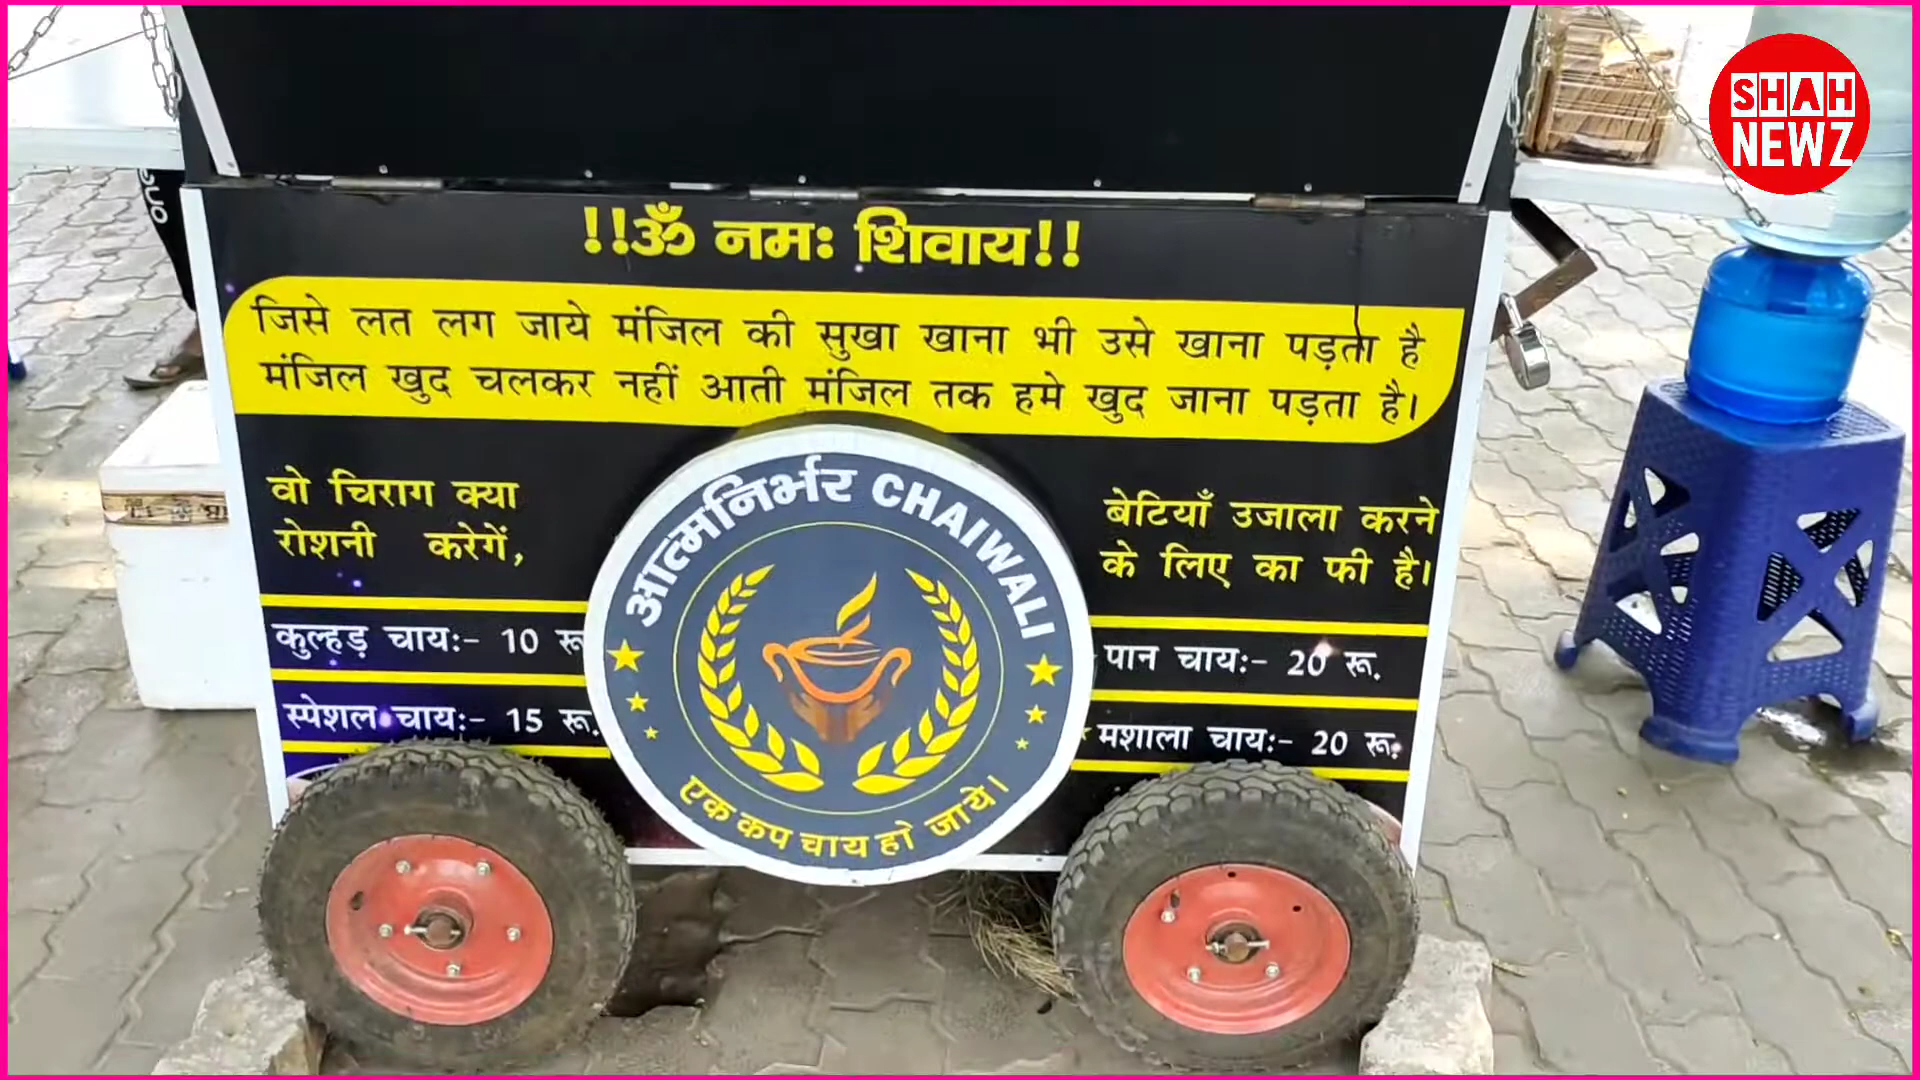 SHAH
NEWZ
!!ॐ नमः शिवाय!!
जिसे लत लग जाये मंजिल की सुखा खाना भी उसे खाना पड़ता है
मंजिल खुद चलकर नहीं आती मंजिल तक हमे खुद जाना पड़ता है।
वो चिराग क्या
रोशनी करेगें,
बेटियाँ उजाला करने
के लिए का फी है।
आत्मनिर्भर CHAIWALI
एक कप चाय हो जाये।
कुल्हड़ चायः- 10 रू
स्पेशल चायः- 15 रू.
पान चायः- 20 रू.
मशाला चायः- 20 रू.